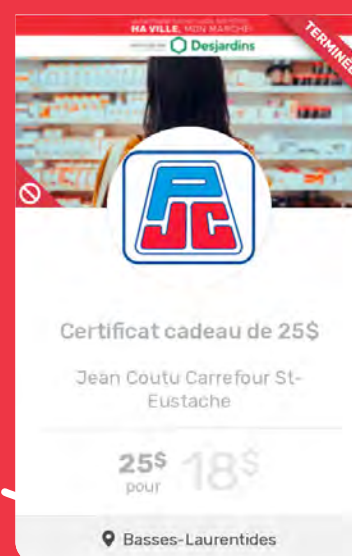 HA VILLE, MON MARCHÉ!
Desjardins
TERMINÉ
PJC
Certificat cadeau de 25$
Jean Coutu Carrefour St-
Eustache
25$
pour
18$
Basses-Laurentides